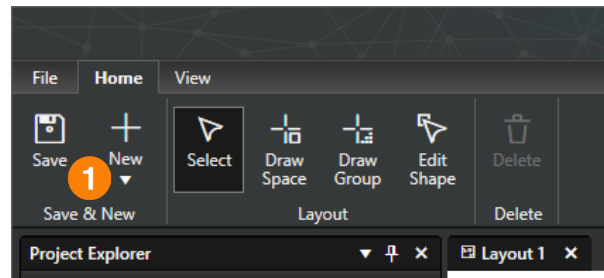 File Home View
Save New Select Draw Space Draw Group Edit Shape Delete
1
Save & New Layout Delete
Project Explorer Layout 1